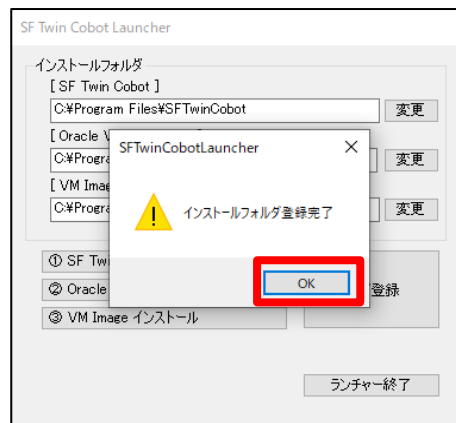 SF Twin Cobot Launcher
インストールフォルダ
[ SF Twin Cobot ]
C:¥Program Files¥SFTwinCobot
変更
[ Oracle
C:¥Progra
変更
[ VM Imag
C:¥Progra
変更
SFTwinCobotLauncher
インストールフォルダ登録完了
OK
① SF Twi
② Oracle
登録
③ VM Image インストール
ランチャー終了